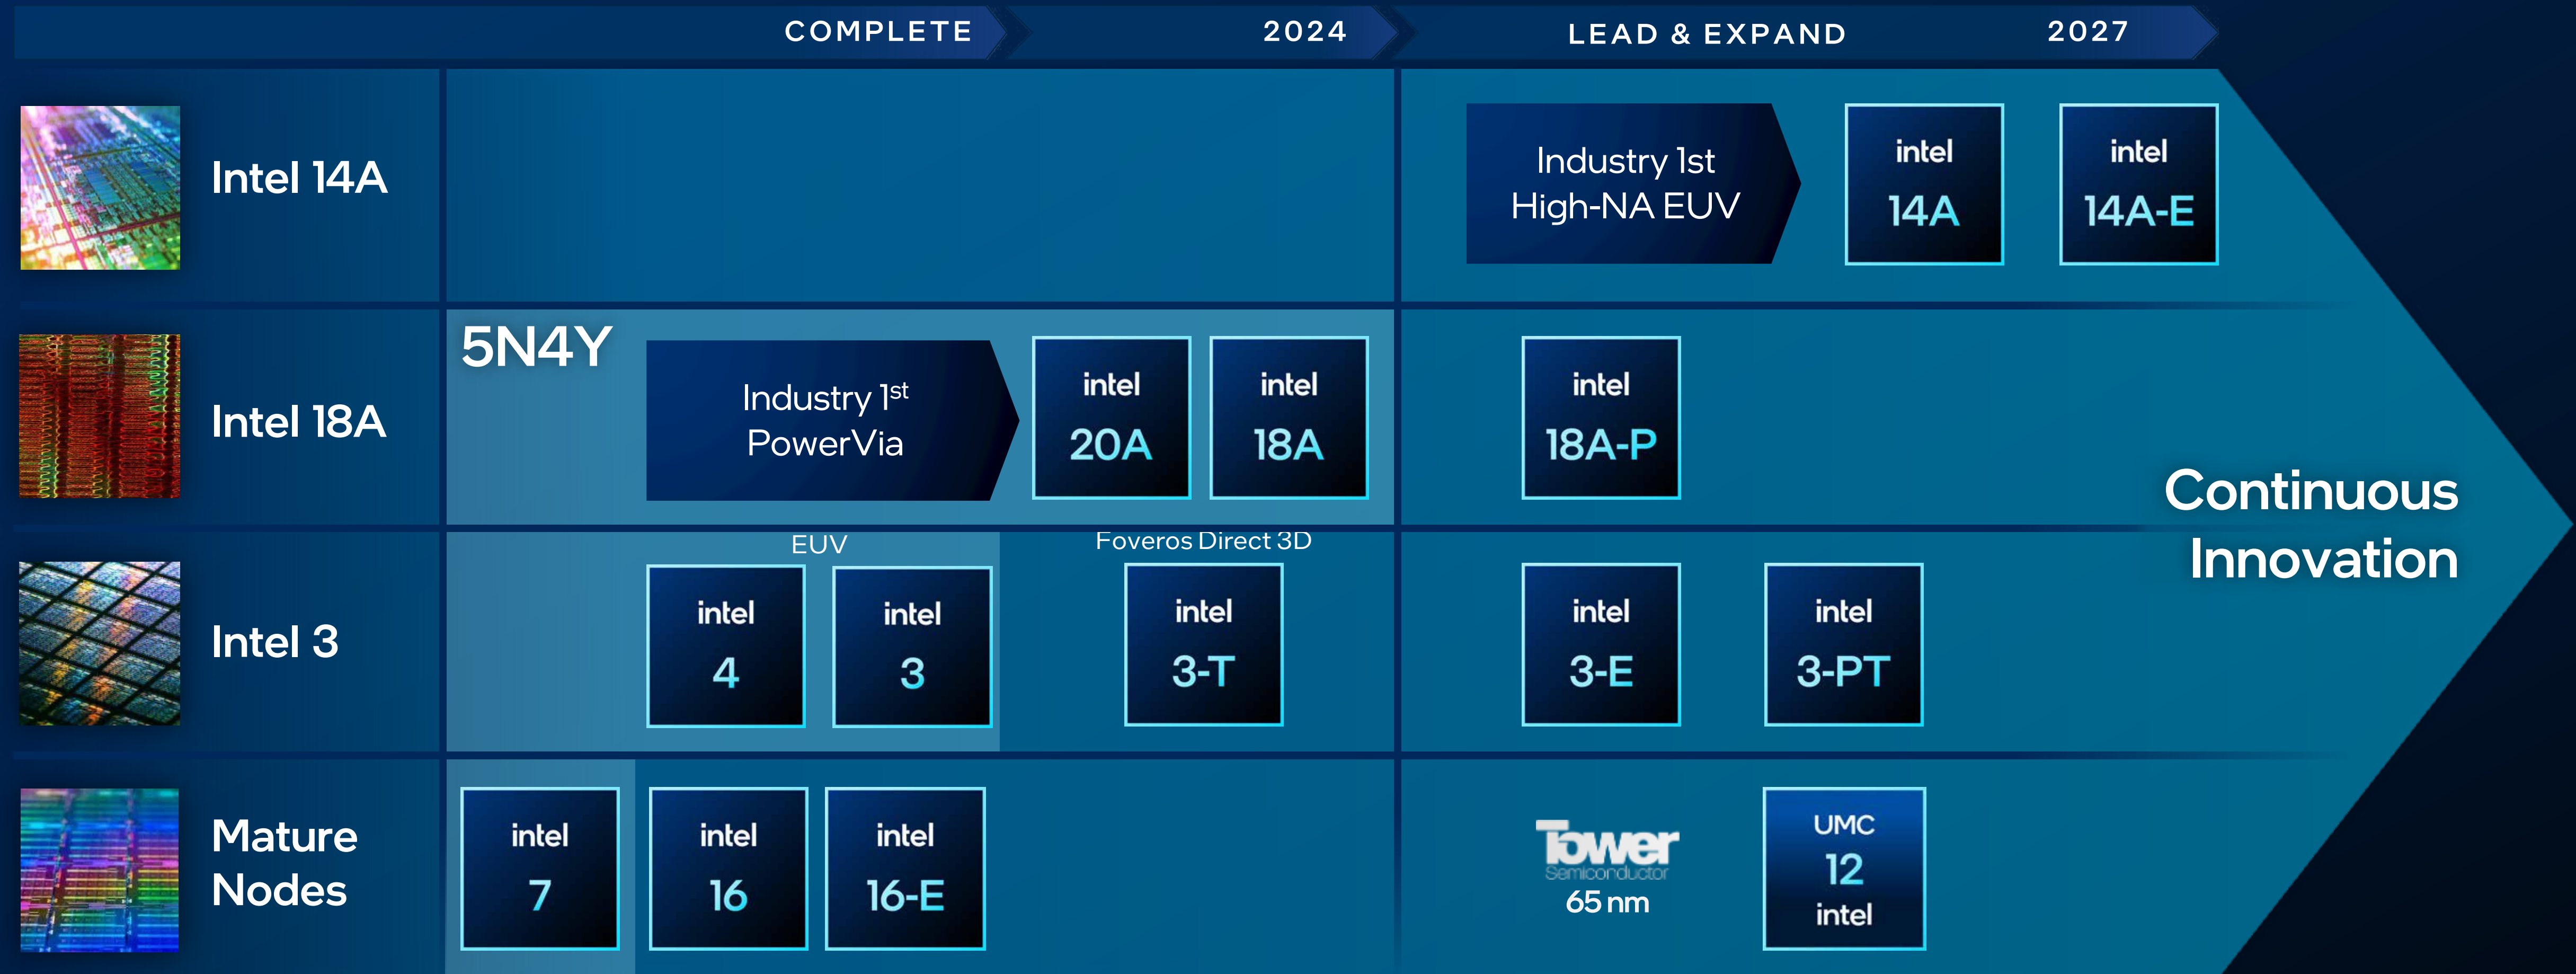 COMPLETE
2024
LEAD & EXPAND
2027
Intel 14A
Industry 1st
High-NA EUV
intel
14A
intel
14A-E
Intel 18A
5N4Y
Industry 1st
PowerVia
intel
20A
intel
18A
intel
18A-P
Continuous
Innovation
Intel 3
EUV
intel
4
intel
3
Foveros Direct 3D
intel
3-T
intel
3-E
intel
3-PT
Mature
Nodes
intel
7
intel
16
intel
16-E
Tower
Semiconductor
65 nm
UMC
12
intel